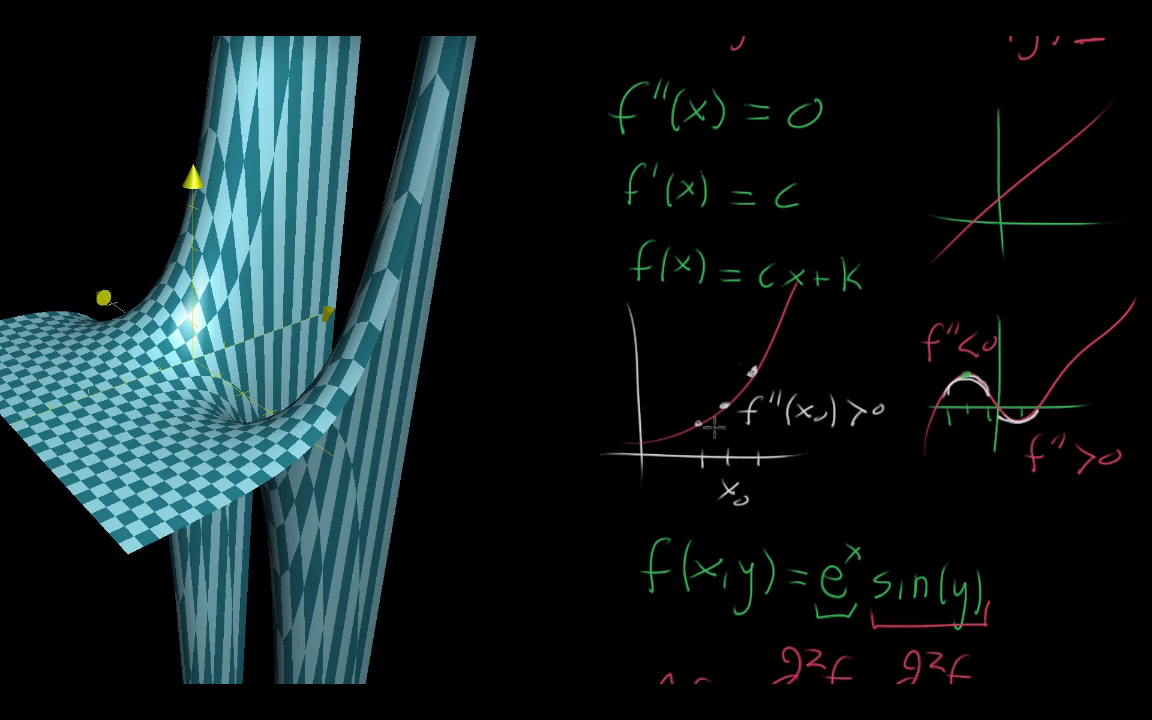 f''(x) = 0
f'(x) = c
f(x) = cx+k
f''<0
f''(x₀)>0
f''>0
x₀
f(x,y) = eˣ sin(y)
∂²f ∂²f